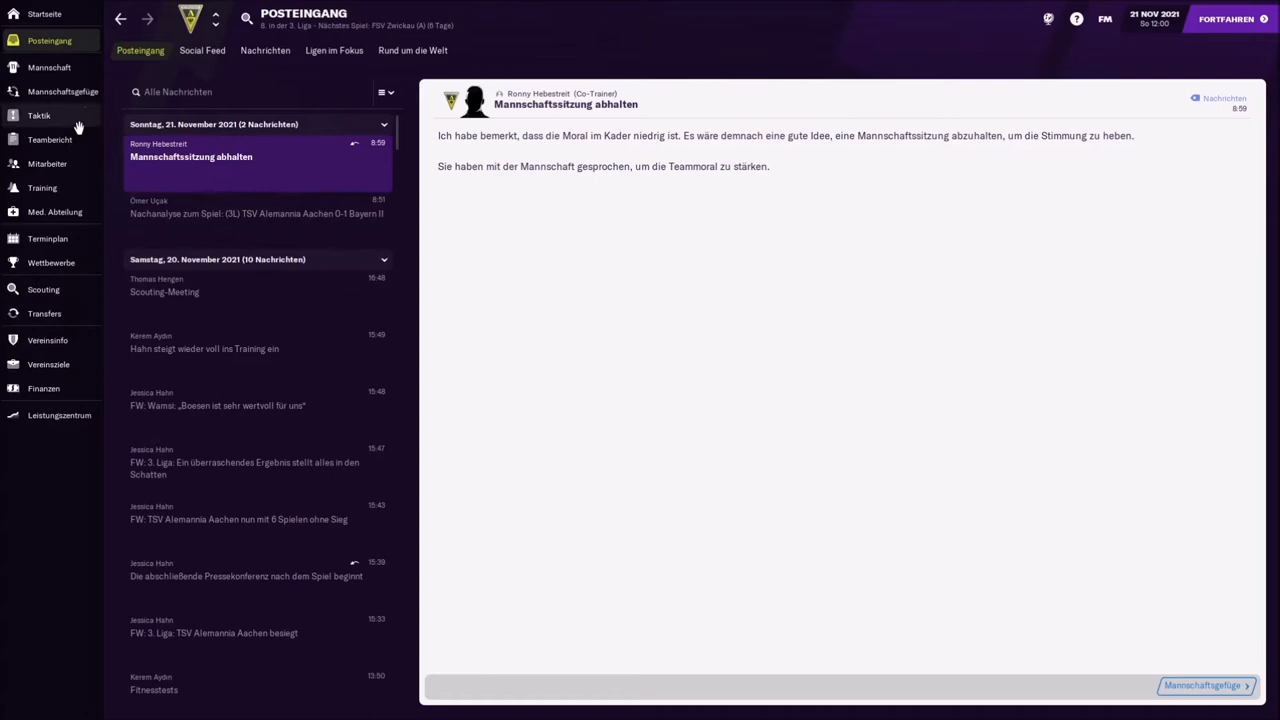 Startseite
Posteingang
Mannschaft
Mannschaftsgefüge
Taktik
Teambericht
Mitarbeiter
Training
Med. Abteilung
Terminplan
Wettbewerbe
Scouting
Transfers
Vereinsinfo
Vereinsziele
Finanzen
Leistungszentrum
POSTEINGANG
8. in der 3. Liga - Nächstes Spiel: FSV Zwickau (A) (6 Tage)
FM
21 NOV 2021
So 12:00
FORTFAHREN
Posteingang Social Feed Nachrichten Ligen im Fokus Rund um die Welt
Alle Nachrichten
Sonntag, 21. November 2021 (2 Nachrichten)
Ronny Hebestreit 8:59
Mannschaftssitzung abhalten
Ömer Uçak 8:51
Nachanalyse zum Spiel: (3L) TSV Alemannia Aachen 0-1 Bayern II
Samstag, 20. November 2021 (10 Nachrichten)
Thomas Hengen 16:48
Scouting-Meeting
Kerem Aydın 15:49
Hahn steigt wieder voll ins Training ein
Jessica Hahn 15:48
FW: Wamsi: „Boesen ist sehr wertvoll für uns“
Jessica Hahn 15:47
FW: 3. Liga: Ein überraschendes Ergebnis stellt alles in den
Schatten
Jessica Hahn 15:43
FW: TSV Alemannia Aachen nun mit 6 Spielen ohne Sieg
Jessica Hahn 15:39
Die abschließende Pressekonferenz nach dem Spiel beginnt
Jessica Hahn 15:33
FW: 3. Liga: TSV Alemannia Aachen besiegt
Kerem Aydın 13:50
Fitnesstests
Ronny Hebestreit (Co-Trainer)
Mannschaftssitzung abhalten
Nachrichten
8:59
Ich habe bemerkt, dass die Moral im Kader niedrig ist. Es wäre demnach eine gute Idee, eine Mannschaftssitzung abzuhalten, um die Stimmung zu heben.
Sie haben mit der Mannschaft gesprochen, um die Teammoral zu stärken.
Mannschaftsgefüge